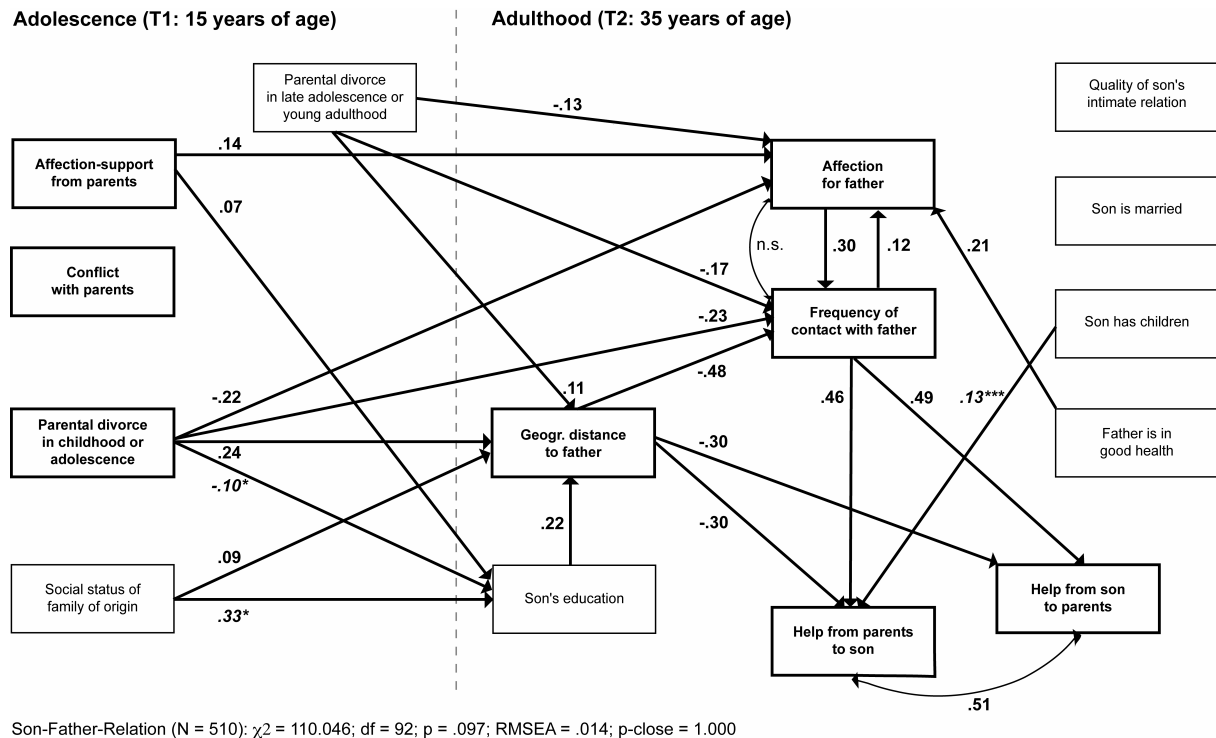 Adolescence (T1: 15 years of age)
Adulthood (T2: 35 years of age)
Parental divorce
in late adolescence or
young adulthood
Quality of son's
intimate relation
-.13
.14
Affection-support
from parents
Affection
for father
.07
Son is married
n.s.
.30
.12
.21
Conflict
with parents
-.17
Frequency of
contact with father
Son has children
-.23
-.48
-.22
.11
.46
.49
.13***
Parental divorce
in childhood or
adolescence
Geogr. distance
to father
Father is in
good health
.24
-.30
-.10*
.22
-.30
.09
Social status of
family of origin
Son's education
Help from son
to parents
.33*
Help from parents
to son
.51
Son-Father-Relation (N = 510): χ2 = 110.046; df = 92; p = .097; RMSEA = .014; p-close = 1.000